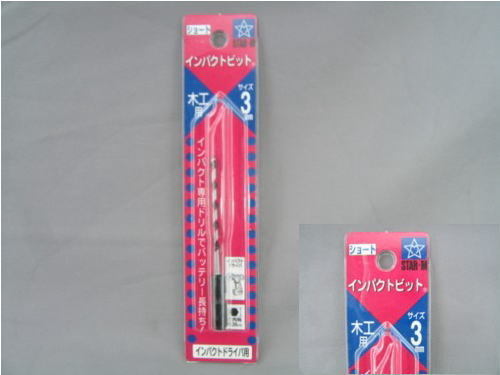 ショート
STAR-M
インパクトビット
木工用
サイズ
3mm
インパクト専用ドリルでバッテリー長持ち!
インパクトドライバ用
ショート
STAR-M
インパクトビット
木工用
サイズ
3mm